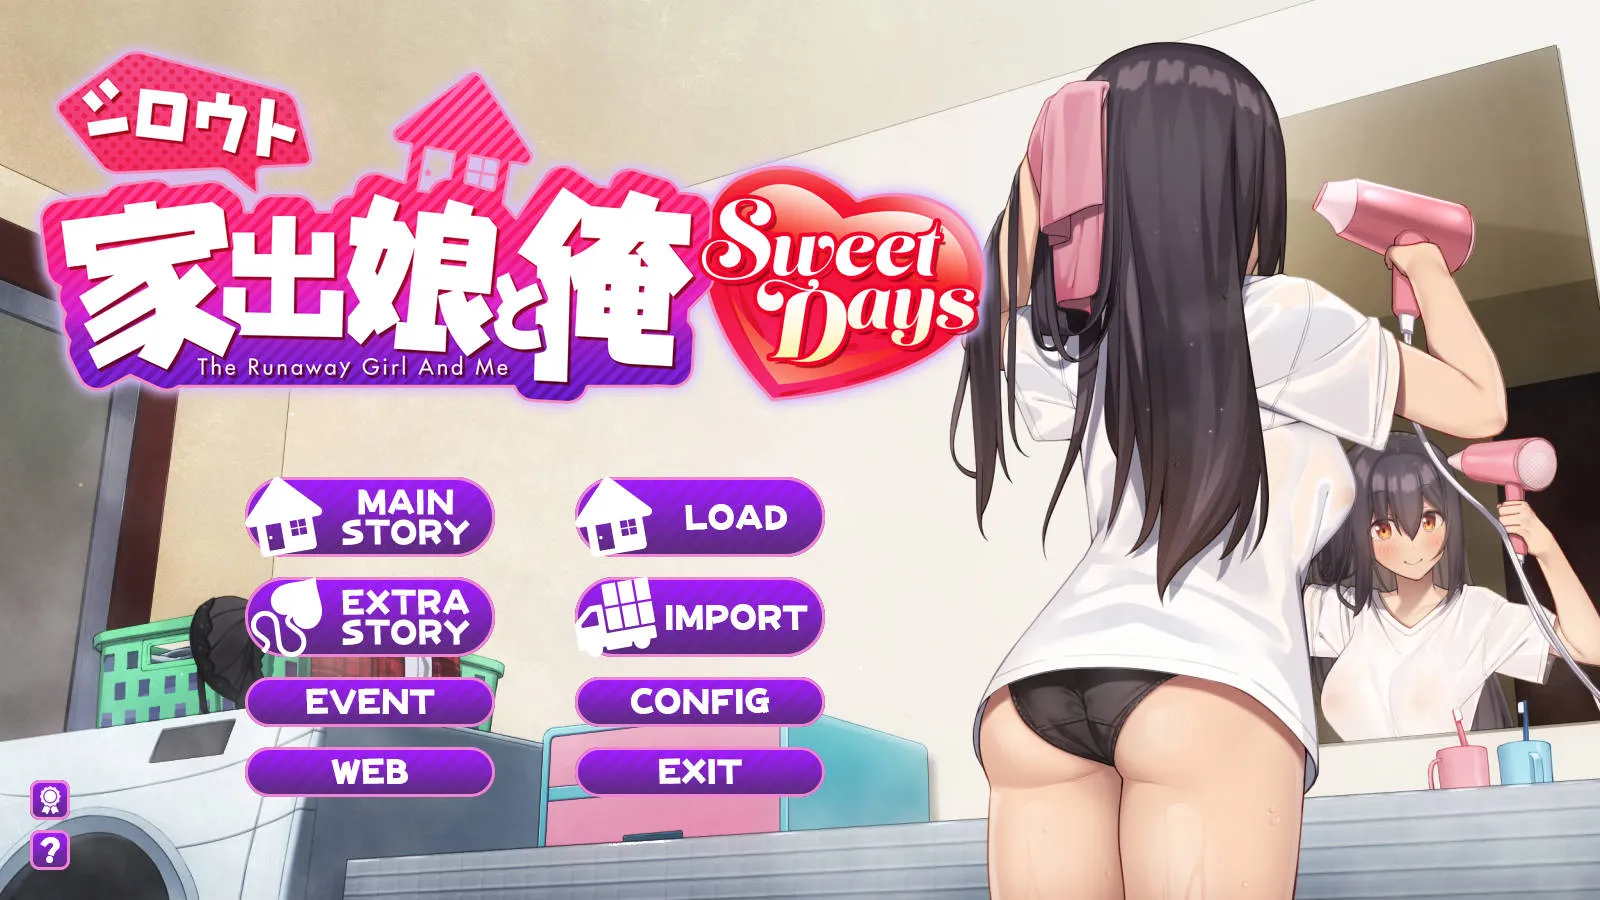 シロウト
家出娘と俺
The Runaway Girl And Me
Sweet
Days
MAIN
STORY
LOAD
EXTRA
STORY
IMPORT
EVENT
CONFIG
WEB
EXIT
?